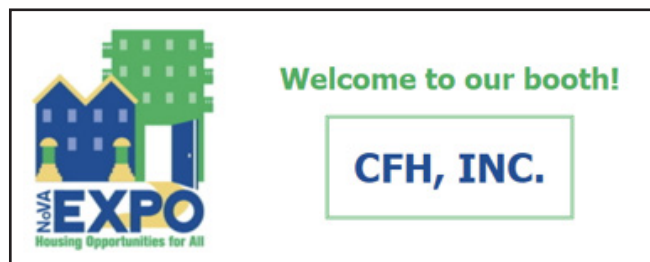 NoVA
EXPO
Housing Opportunities for All
Welcome to our booth!
CFH, INC.